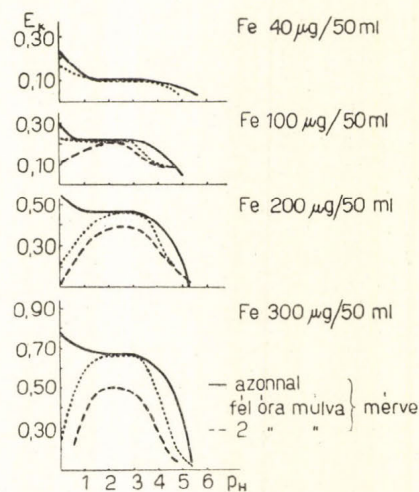 Eₖ
0,30
0,10
Fe 40 μg/50 ml
0,30
0,10
Fe 100 μg/50 ml
0,50
0,30
Fe 200 μg/50 ml
0,90
0,70
0,50
0,30
Fe 300 μg/50 ml
— azonnal
fél óra múlva
-- 2 " "
mérve
1 2 3 4 5 6 pH